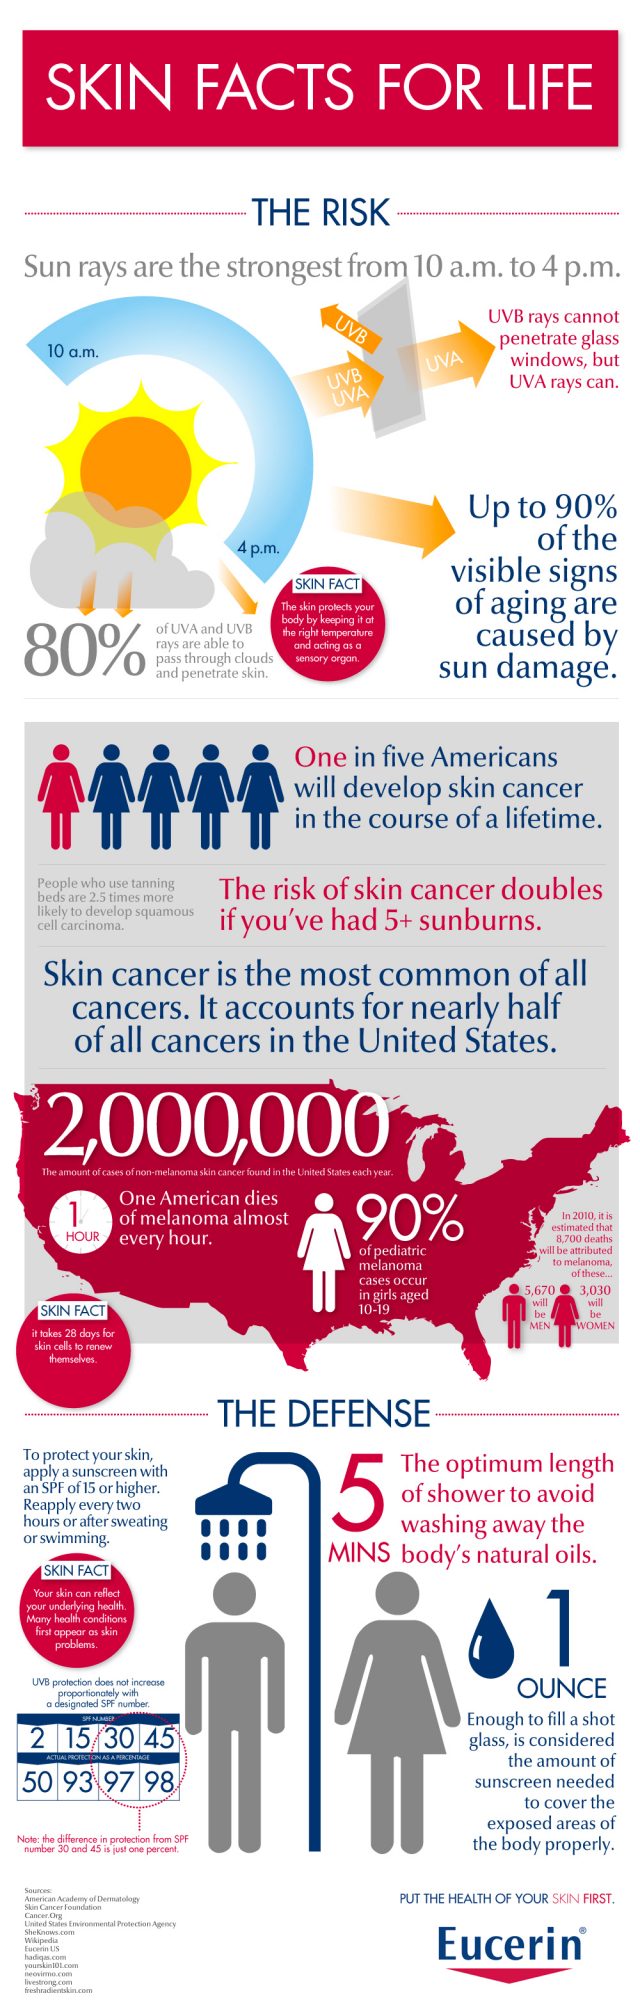 SKIN FACTS FOR LIFE
THE RISK
Sun rays are the strongest from 10 a.m. to 4 p.m.
10 a.m.
4 p.m.
UVB
UVB
UVA
UVA
UVB rays cannot
penetrate glass
windows, but
UVA rays can.
Up to 90%
of the
visible signs
of aging are
caused by
sun damage.
SKIN FACT
The skin protects your
body by keeping it at
the right temperature
and acting as a
sensory organ.
80%
of UVA and UVB
rays are able to
pass through clouds
and penetrate skin.
One in five Americans
will develop skin cancer
in the course of a lifetime.
People who use tanning
beds are 2.5 times more
likely to develop squamous
cell carcinoma.
The risk of skin cancer doubles
if you've had 5+ sunburns.
Skin cancer is the most common of all
cancers. It accounts for nearly half
of all cancers in the United States.
2,000,000
The amount of cases of non-melanoma skin cancer found in the United States each year.
1
HOUR
One American dies
of melanoma almost
every hour.
90%
of pediatric
melanoma
cases occur
in girls aged
10-19
In 2010, it is
estimated that
8,700 deaths
will be attributed
to melanoma,
of these...
5,670
will
be
MEN
3,030
will
be
WOMEN
SKIN FACT
it takes 28 days for
skin cells to renew
themselves.
THE DEFENSE
To protect your skin,
apply a sunscreen with
an SPF of 15 or higher.
Reapply every two
hours or after sweating
or swimming.
5
MINS
The optimum length
of shower to avoid
washing away the
body's natural oils.
SKIN FACT
Your skin can reflect
your underlying health.
Many health conditions
first appear as skin
problems.
1
OUNCE
Enough to fill a shot
glass, is considered
the amount of
sunscreen needed
to cover the
exposed areas of
the body properly.
UVB protection does not increase
proportionately with
a designated SPF number.
SPF NUMBER
2 15 30 45
ACTUAL PROTECTION AS A PERCENTAGE
50 93 97 98
Note: the difference in protection from SPF
number 30 and 45 is just one percent.
Sources:
American Academy of Dermatology
Skin Cancer Foundation
Cancer.Org
United States Environmental Protection Agency
SheKnows.com
Wikipedia
Eucerin US
hadiqas.com
yourskin101.com
neovirmo.com
livestrong.com
freshradientskin.com
PUT THE HEALTH OF YOUR SKIN FIRST.
Eucerin®